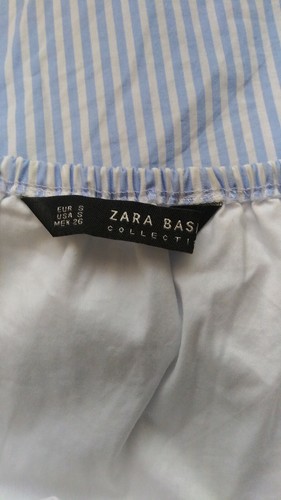 EUR S
USA S
MEX 26
ZARA BASI
COLLECTI